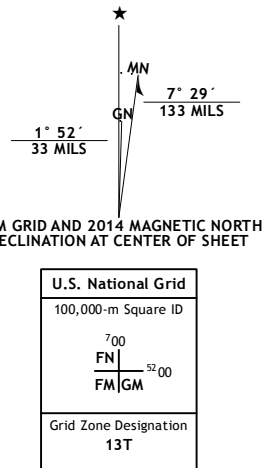 ★
MN
GN
7° 29´
133 MILS
1° 52´
33 MILS
M GRID AND 2014 MAGNETIC NORTH
ECLINATION AT CENTER OF SHEET
U.S. National Grid
100,000-m Square ID
⁷00
FN
⁵²00
FM GM
Grid Zone Designation
13T